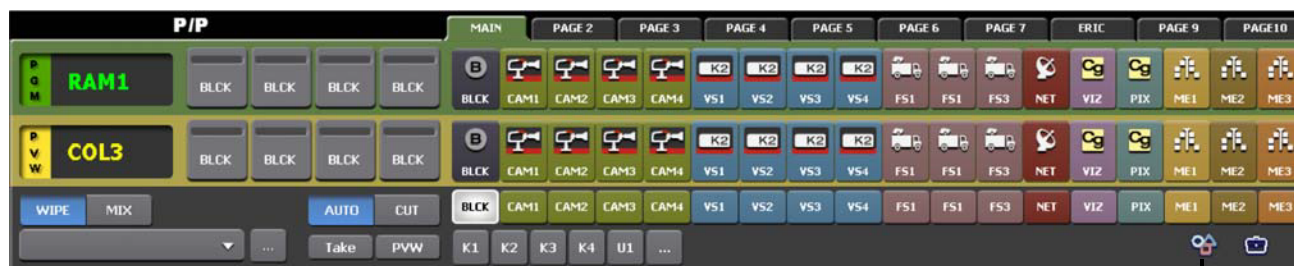 P/P MAIN PAGE 2 PAGE 3 PAGE 4 PAGE 5 PAGE 6 PAGE 7 ERIC PAGE 9 PAGE10
PGM RAM1 BLCK BLCK BLCK BLCK B K2 K2 K2 K2 Cg Cg
BLCK CAM1 CAM2 CAM3 CAM4 VS1 VS2 VS3 VS4 FS1 FS1 FS3 NET VIZ PIX ME1 ME2 ME3
PVW COL3 BLCK BLCK BLCK BLCK B K2 K2 K2 K2 Cg Cg
BLCK CAM1 CAM2 CAM3 CAM4 VS1 VS2 VS3 VS4 FS1 FS1 FS3 NET VIZ PIX ME1 ME2 ME3
WIPE MIX AUTO CUT BLCK CAM1 CAM2 CAM3 CAM4 VS1 VS2 VS3 VS4 FS1 FS1 FS3 NET VIZ PIX ME1 ME2 ME3
... Take PVW K1 K2 K3 K4 U1 ...